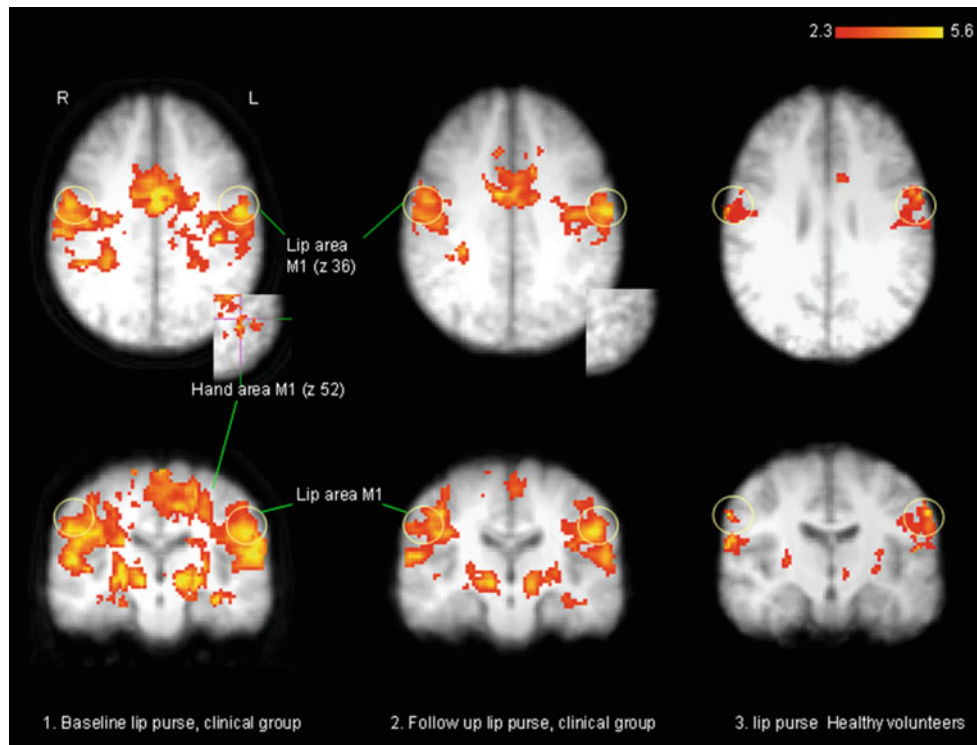 2.3 5.6
R L
Lip area
M1 (z 36)
Hand area M1 (z 52)
Lip area M1
1. Baseline lip purse, clinical group
2. Follow up lip purse, clinical group
3. lip purse Healthy volunteers